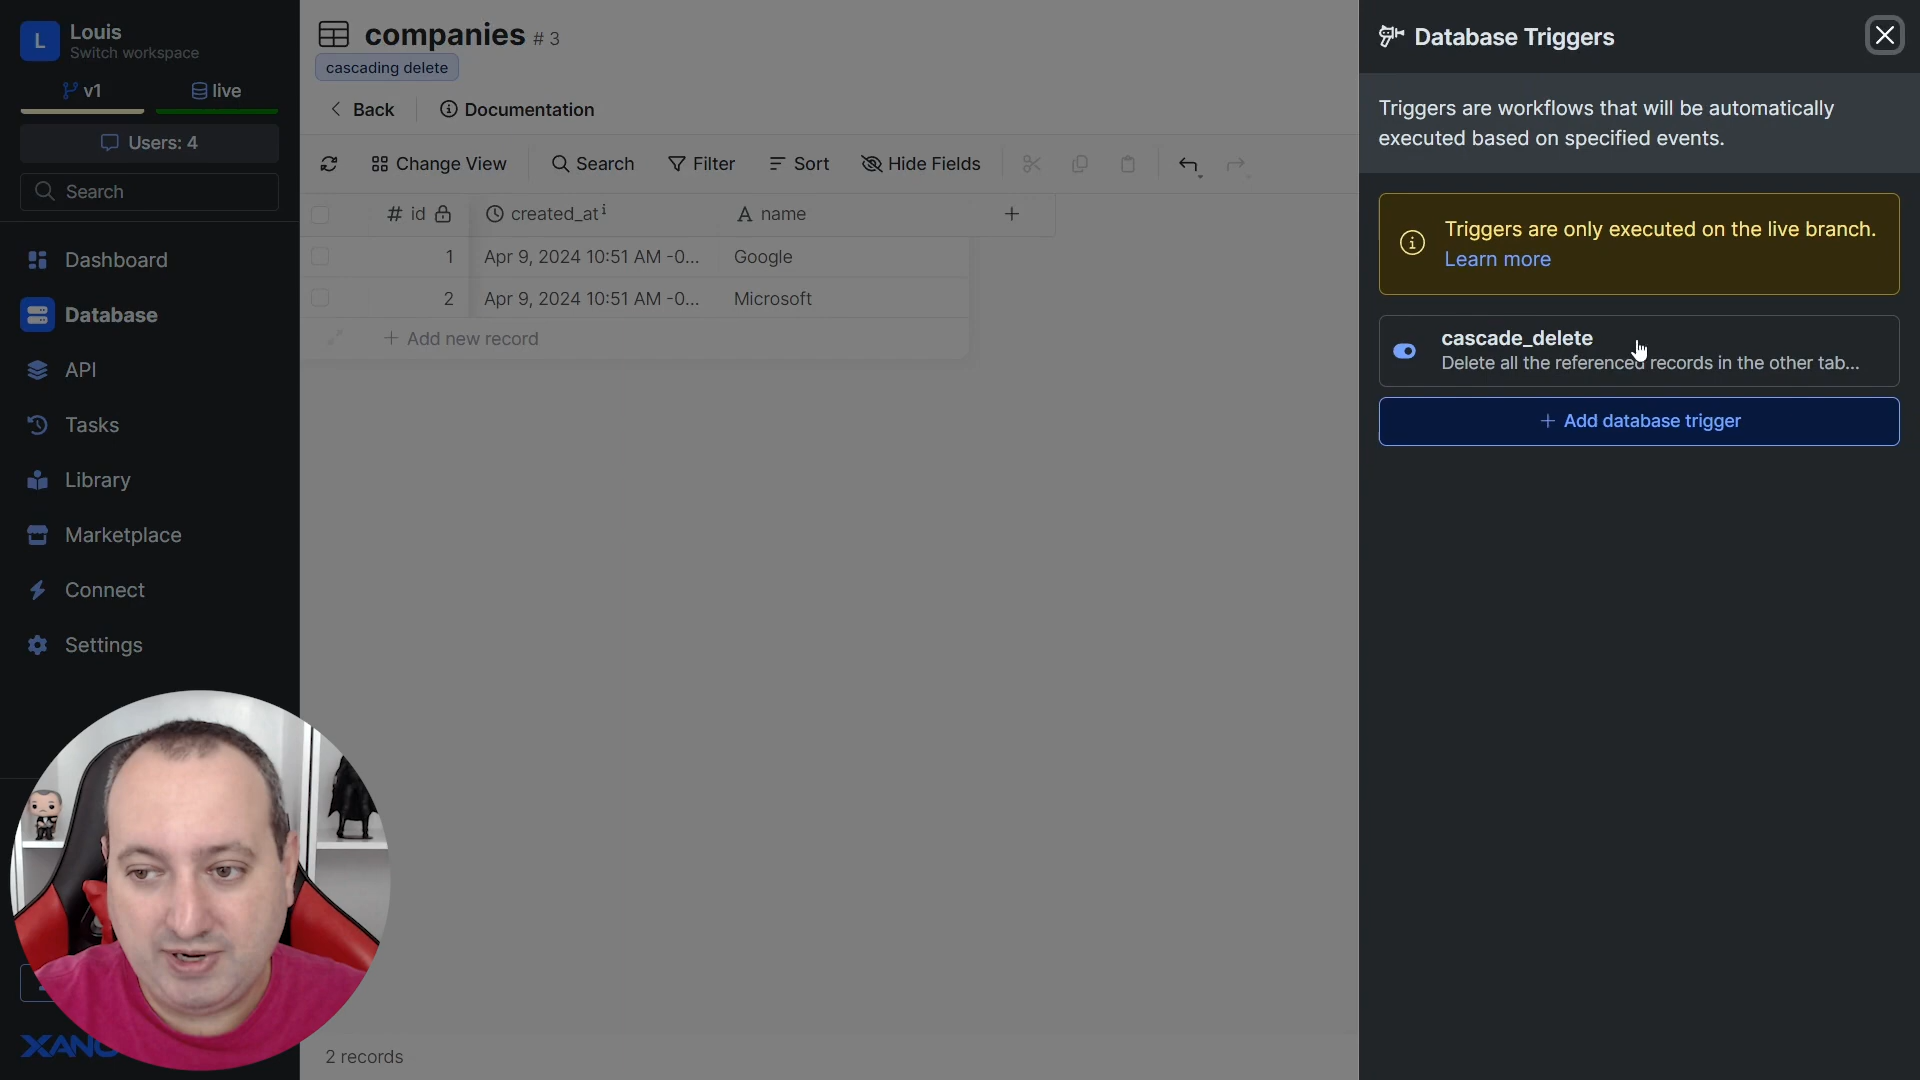 L
Louis
Switch workspace
v1
live
Users: 4
Search
Dashboard
Database
API
Tasks
Library
Marketplace
Connect
Settings
XANO
companies # 3
cascading delete
Back
Documentation
Change View
Search
Filter
Sort
Hide Fields
# id
created_at i
A name
+
1 Apr 9, 2024 10:51 AM -0... Google
2 Apr 9, 2024 10:51 AM -0... Microsoft
+ Add new record
2 records
Database Triggers
Triggers are workflows that will be automatically
executed based on specified events.
Triggers are only executed on the live branch.
Learn more
cascade_delete
Delete all the referenced records in the other tab...
+ Add database trigger